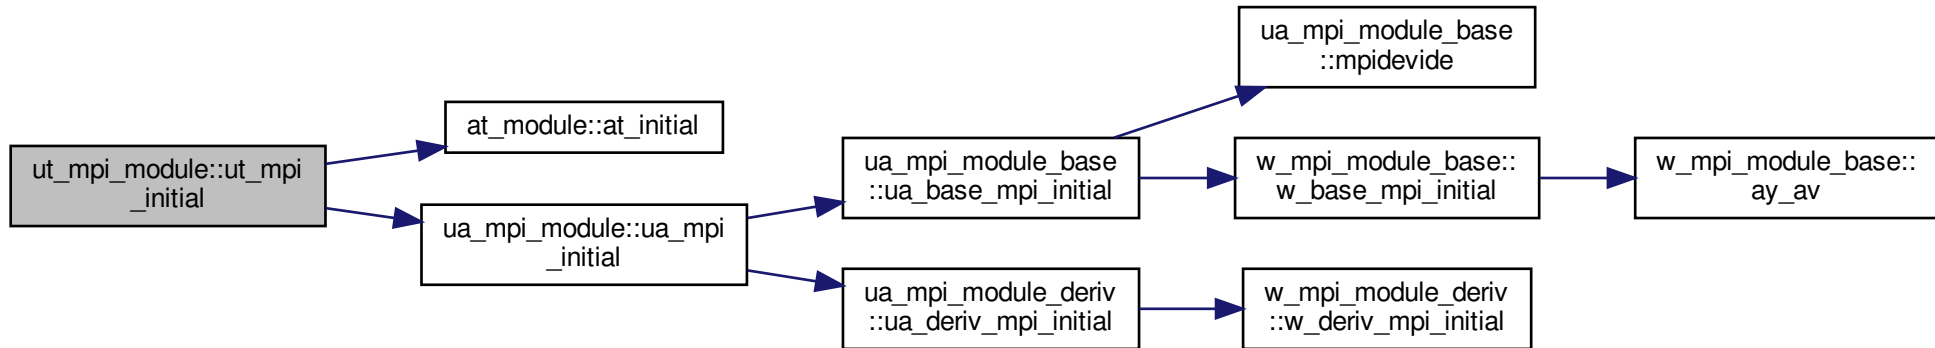 ut_mpi_module::ut_mpi
_initial
at_module::at_initial
ua_mpi_module::ua_mpi
_initial
ua_mpi_module_base
::ua_base_mpi_initial
ua_mpi_module_deriv
::ua_deriv_mpi_initial
ua_mpi_module_base
::mpidevide
w_mpi_module_base::
w_base_mpi_initial
w_mpi_module_deriv
::w_deriv_mpi_initial
w_mpi_module_base::
ay_av